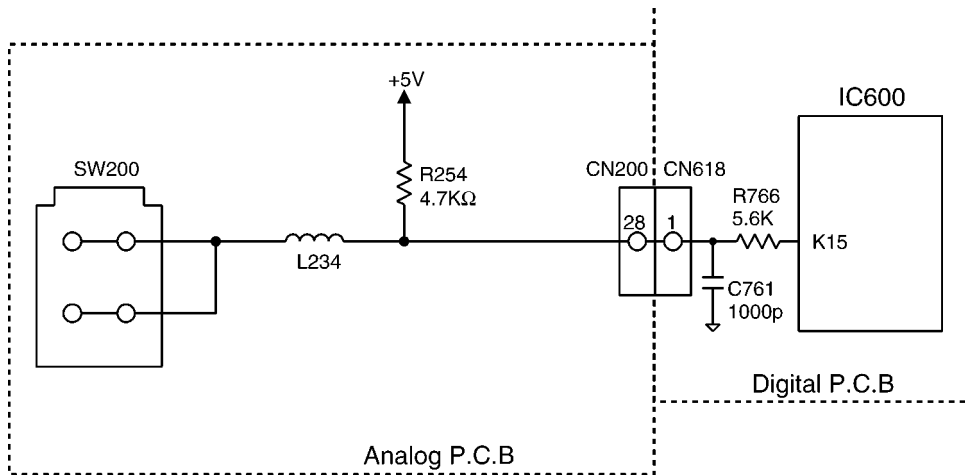 +5V
IC600
SW200
R254
4.7KΩ
CN200 CN618
R766
5.6K
28 1
K15
L234
C761
1000p
Digital P.C.B
Analog P.C.B